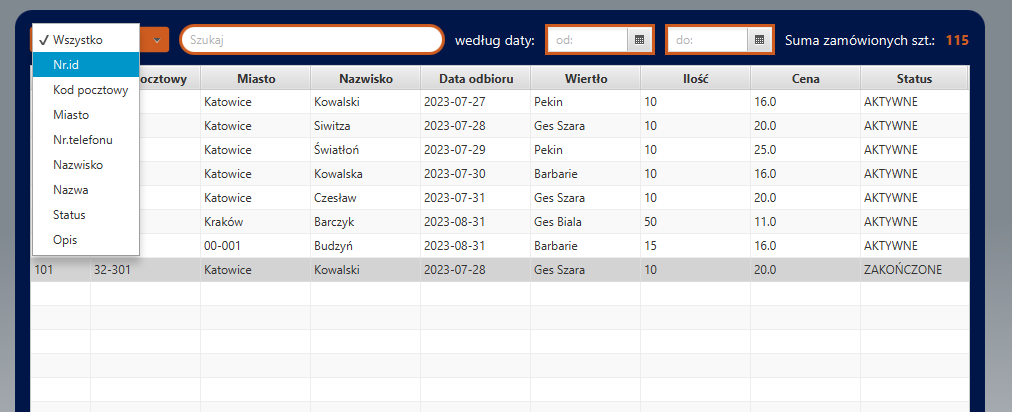 ✓ Wszystko Szukaj według daty: od: do: Suma zamówionych szt.: 115
Nr.id
Kod pocztowy
Miasto
Nr.telefonu
Nazwisko
Nazwa
Status
Opis
Miasto Nazwisko Data odbioru Wiertło Ilość Cena Status
Katowice Kowalski 2023-07-27 Pekin 10 16.0 AKTYWNE
Katowice Siwitza 2023-07-28 Ges Szara 10 20.0 AKTYWNE
Katowice Światłoń 2023-07-29 Pekin 10 25.0 AKTYWNE
Katowice Kowalska 2023-07-30 Barbarie 10 16.0 AKTYWNE
Katowice Czesław 2023-07-31 Ges Szara 10 20.0 AKTYWNE
Kraków Barczyk 2023-08-31 Ges Biala 50 11.0 AKTYWNE
00-001 Budzyń 2023-08-31 Barbarie 15 16.0 AKTYWNE
101 32-301 Katowice Kowalski 2023-07-28 Ges Szara 10 20.0 ZAKOŃCZONE